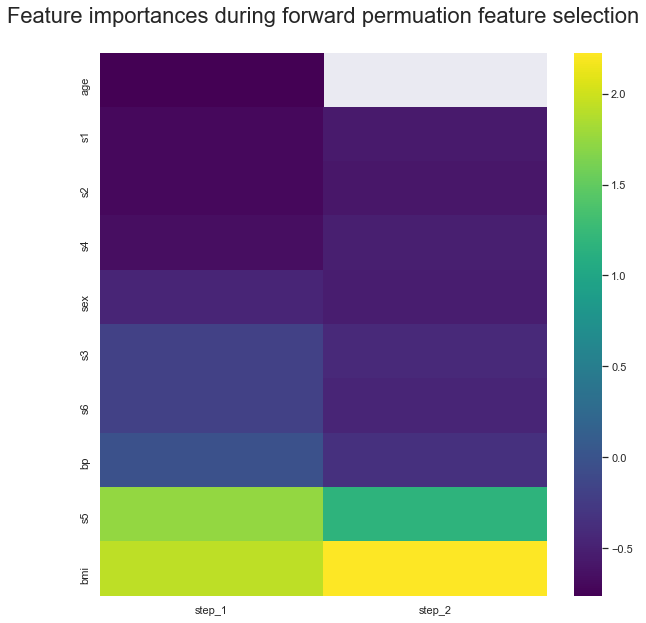 Feature importances during forward permuation feature selection
age
s1
s2
s4
sex
s3
s6
bp
s5
bmi
step_1
step_2
2.0
1.5
1.0
0.5
0.0
−0.5